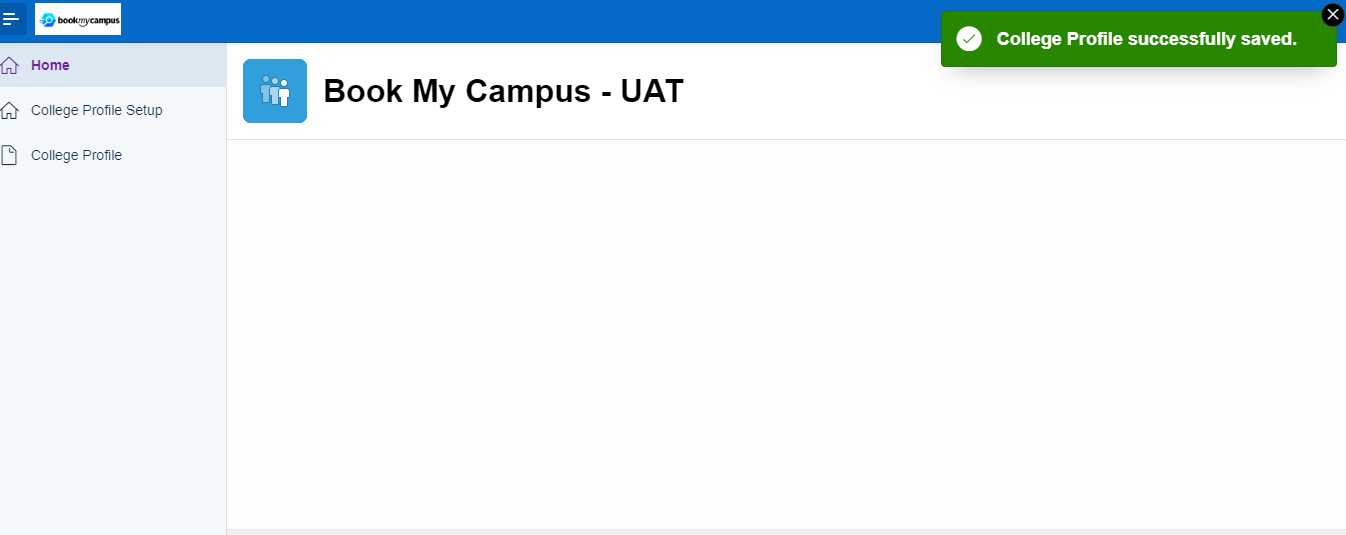 bookmycampus
College Profile successfully saved.
Home
College Profile Setup
College Profile
Book My Campus - UAT